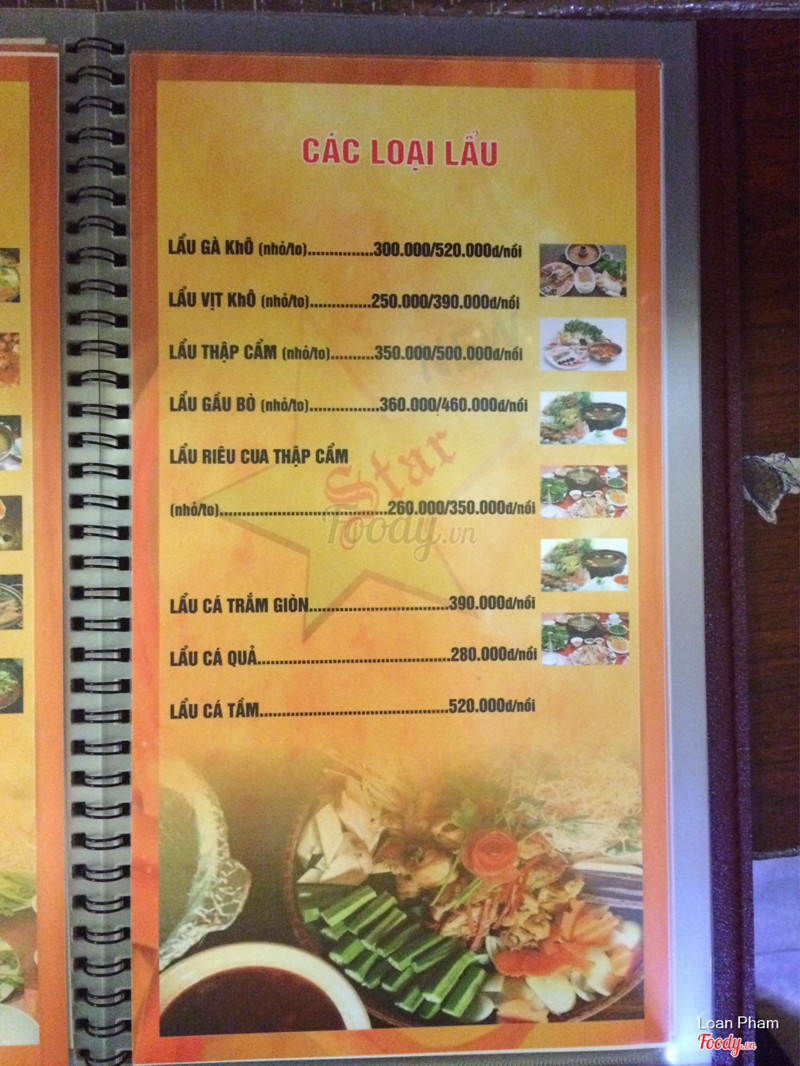 CÁC LOẠI LẨU
LẨU GÀ KHÔ (nhỏ/to)...............300.000/520.000đ/nồi
LẨU VỊT KHÔ (nhỏ/to)..............250.000/390.000đ/nồi
LẨU THẬP CẨM (nhỏ/to)..........350.000/500.000đ/nồi
LẨU GẦU BÒ (nhỏ/to)................360.000/460.000đ/nồi
LẨU RIÊU CUA THẬP CẨM
(nhỏ/to)......................................260.000/350.000đ/nồi
Star
Foody.vn
LẨU CÁ TRẮM GIÒN................................390.000đ/nồi
LẨU CÁ QUẢ............................................280.000đ/nồi
LẨU CÁ TẦM...........................................520.000đ/nồi
Loan Pham
Foody.vn